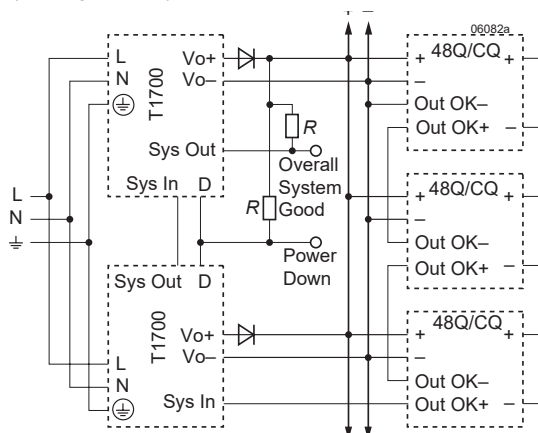 + –
06082a
L
N
T1700
Vo+
Vo–
Sys Out
Sys In D
R
Overall
System
Good
R
Power
Down
L
N
48Q/CQ
+ +
–
Out OK–
Out OK+ –
48Q/CQ
+ +
–
Out OK–
Out OK+ –
Sys Out D
T1700
Vo+
Vo–
L
N
Sys In
48Q/CQ
+ +
–
Out OK–
Out OK+ –